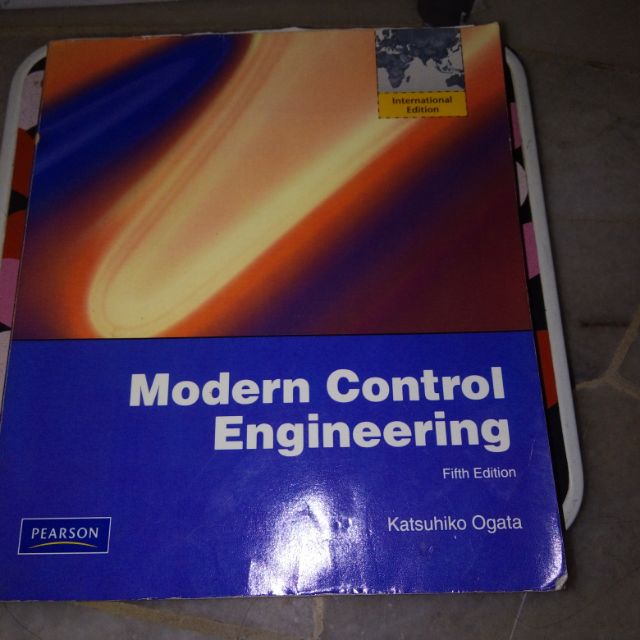 International
Edition
Modern Control
Engineering
Fifth Edition
Katsuhiko Ogata
PEARSON